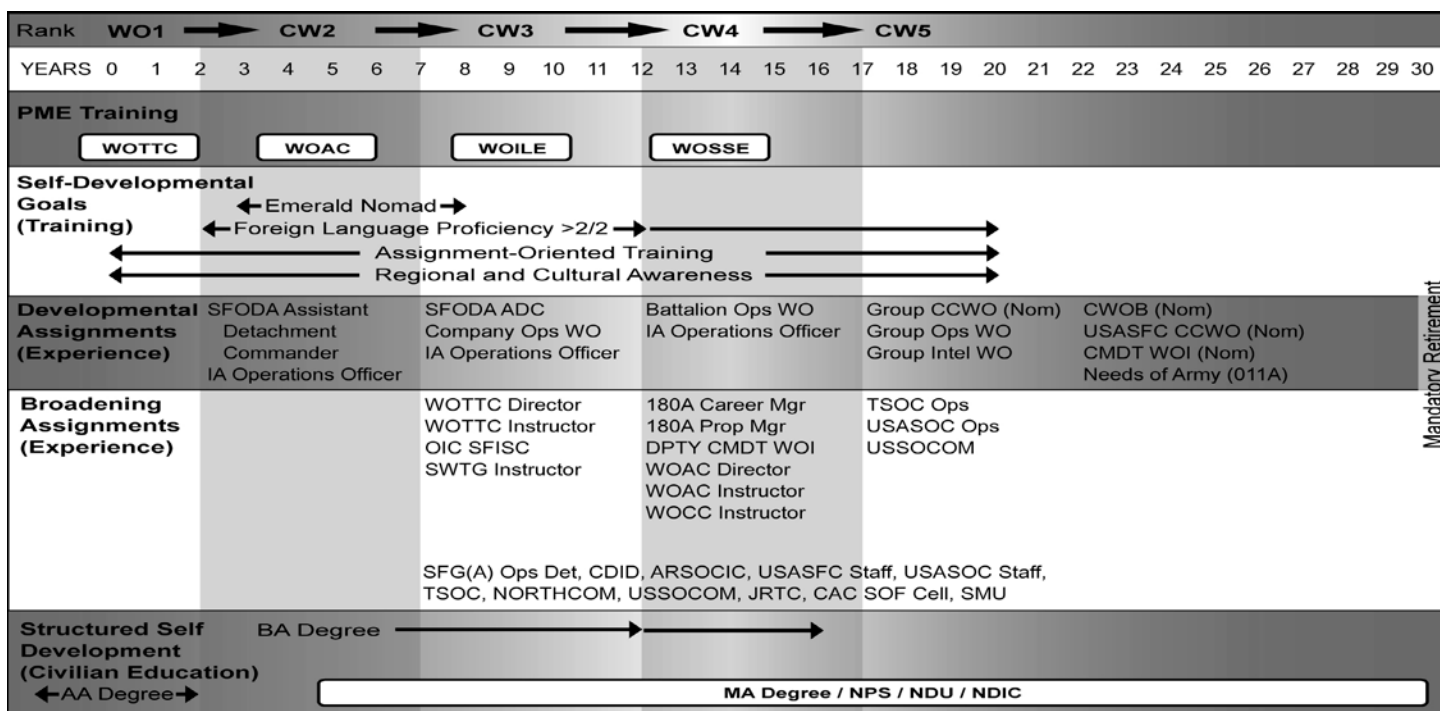 Rank WO1 CW2 CW3 CW4 CW5
YEARS 0 1 2 3 4 5 6 7 8 9 10 11 12 13 14 15 16 17 18 19 20 21 22 23 24 25 26 27 28 29 30
PME Training
WOTTC WOAC WOILE WOSSE
Self-Developmental
Goals
(Training)
Emerald Nomad
Foreign Language Proficiency >2/2
Assignment-Oriented Training
Regional and Cultural Awareness
Developmental
Assignments
(Experience)
SFODA Assistant
Detachment
Commander
IA Operations Officer
SFODA ADC
Company Ops WO
IA Operations Officer
Battalion Ops WO
IA Operations Officer
Group CCWO (Nom)
Group Ops WO
Group Intel WO
CWOB (Nom)
USASFC CCWO (Nom)
CMDT WOI (Nom)
Needs of Army (011A)
Mandatory Retirement
Broadening
Assignments
(Experience)
WOTTC Director
WOTTC Instructor
OIC SFISC
SWTG Instructor
180A Career Mgr
180A Prop Mgr
DPTY CMDT WOI
WOAC Director
WOAC Instructor
WOCC Instructor
TSOC Ops
USASOC Ops
USSOCOM
SFG(A) Ops Det, CDID, ARSOCIC, USASFC Staff, USASOC Staff,
TSOC, NORTHCOM, USSOCOM, JRTC, CAC SOF Cell, SMU
Structured Self
Development
(Civilian Education)
BA Degree
AA Degree
MA Degree / NPS / NDU / NDIC